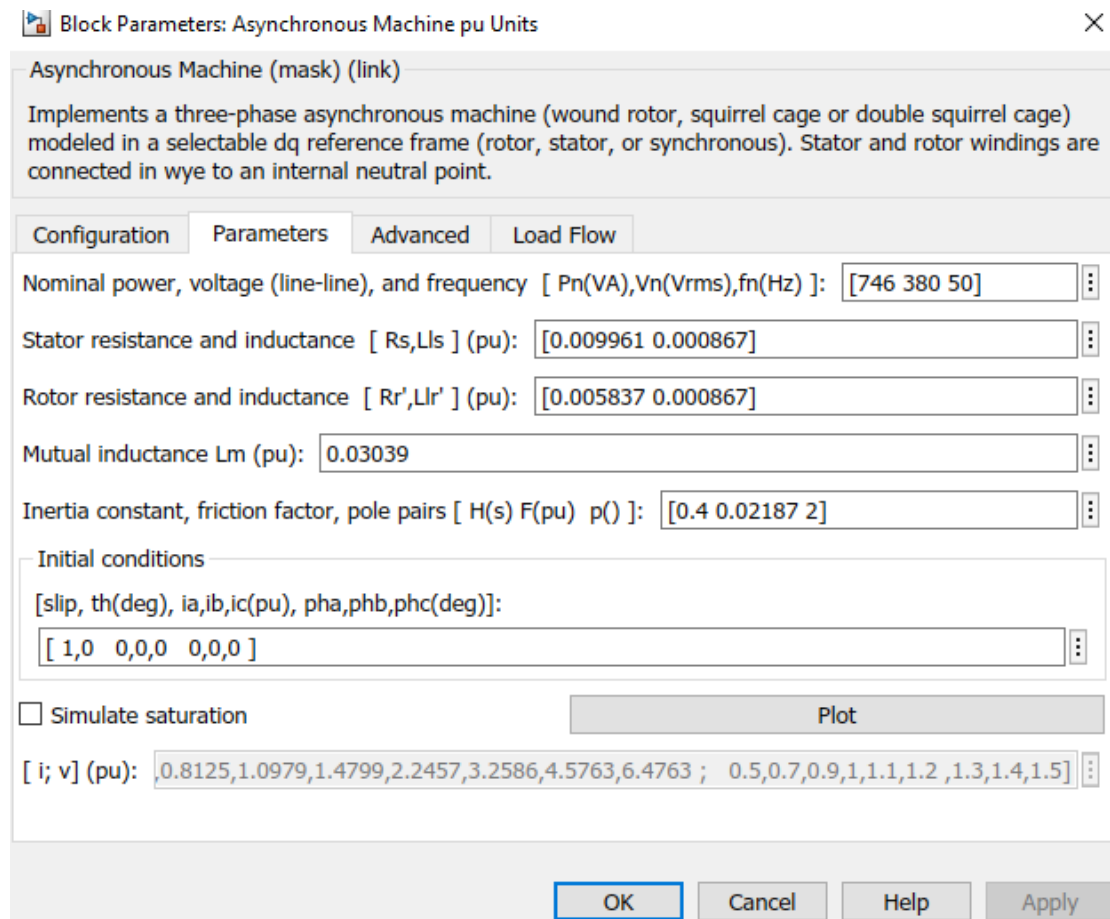 Block Parameters: Asynchronous Machine pu Units
Asynchronous Machine (mask) (link)
Implements a three-phase asynchronous machine (wound rotor, squirrel cage or double squirrel cage)
modeled in a selectable dq reference frame (rotor, stator, or synchronous). Stator and rotor windings are
connected in wye to an internal neutral point.
Configuration Parameters Advanced Load Flow
Nominal power, voltage (line-line), and frequency [ Pn(VA),Vn(Vrms),fn(Hz) ]: [746 380 50]
Stator resistance and inductance [ Rs,Lls ] (pu): [0.009961 0.000867]
Rotor resistance and inductance [ Rr',Llr' ] (pu): [0.005837 0.000867]
Mutual inductance Lm (pu): 0.03039
Inertia constant, friction factor, pole pairs [ H(s) F(pu) p() ]: [0.4 0.02187 2]
Initial conditions
[slip, th(deg), ia,ib,ic(pu), pha,phb,phc(deg)]:
[ 1,0 0,0,0 0,0,0 ]
Simulate saturation Plot
[ i; v] (pu): ,0.8125,1.0979,1.4799,2.2457,3.2586,4.5763,6.4763 ; 0.5,0.7,0.9,1,1.1,1.2 ,1.3,1.4,1.5]
OK Cancel Help Apply